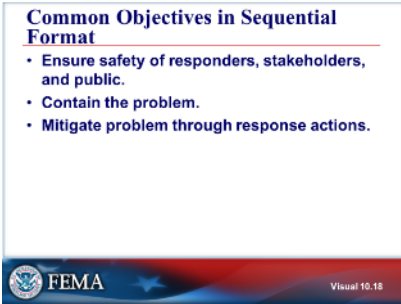 Common Objectives in Sequential
Format
• Ensure safety of responders, stakeholders,
and public.
• Contain the problem.
• Mitigate problem through response actions.
FEMA
Visual 10.18